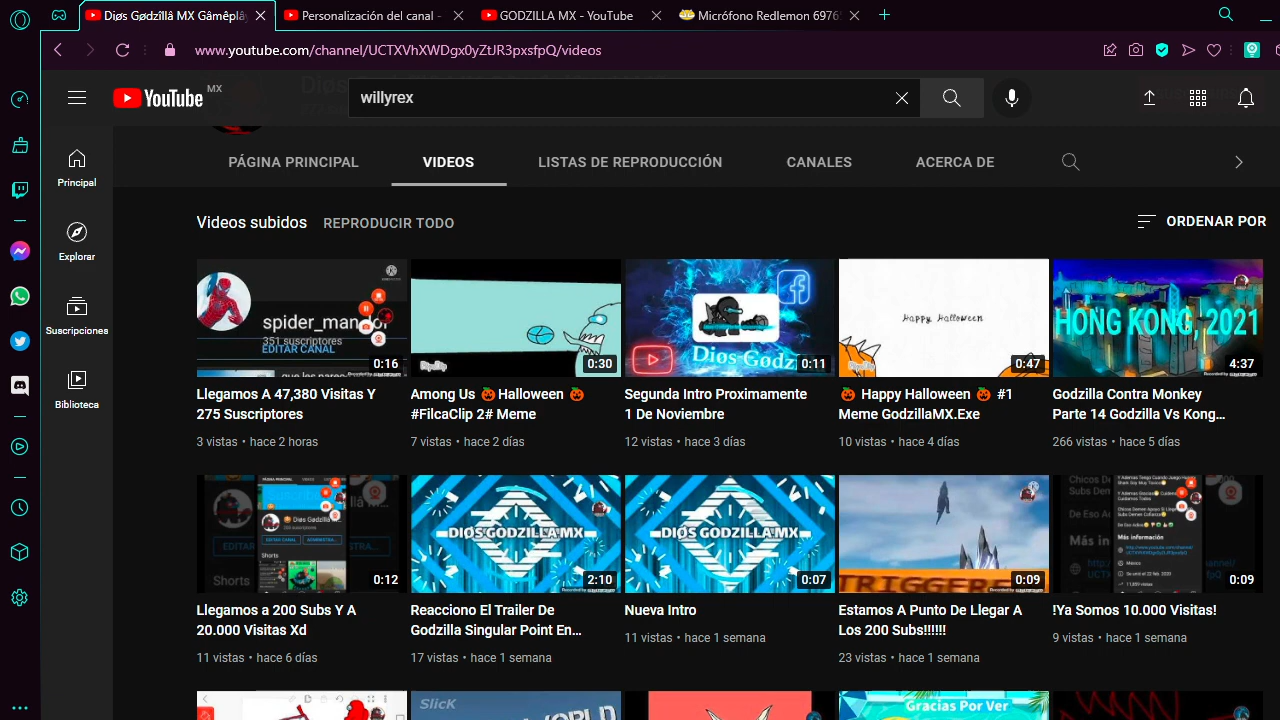 Diøs Gødzîllâ MX Gâmêplây
Personalización del canal -
GODZILLA MX - YouTube
Micrófono Redlemon 6976
www.youtube.com/channel/UCTXVhXWDgx0yZtJR3pxsfpQ/videos
YouTube MX
willyrex
Principal
Explorar
Suscripciones
Biblioteca
PÁGINA PRINCIPAL
VIDEOS
LISTAS DE REPRODUCCIÓN
CANALES
ACERCA DE
Videos subidos
REPRODUCIR TODO
ORDENAR POR
spider_man
351 suscriptores
EDITAR CANAL
0:16
FlipaClip
0:30
Dios Godz
0:11
Happy Halloween
FlipaClip
0:47
HONG KONG, 2021
4:37
Llegamos A 47,380 Visitas Y
275 Suscriptores
3 vistas • hace 2 horas
Among Us 🎃Halloween 🎃
#FilcaClip 2# Meme
7 vistas • hace 2 días
Segunda Intro Proximamente
1 De Noviembre
12 vistas • hace 3 días
🎃 Happy Halloween 🎃 #1
Meme GodzillaMX.Exe
10 vistas • hace 4 días
Godzilla Contra Monkey
Parte 14 Godzilla Vs Kong...
266 vistas • hace 5 días
EDITAR CANAL
Shorts
Shorts
0:12
DIOS GODZILLA MX
2:10
DIOS GODZILLA MX
0:07
TRIGGERED
0:09
Más información
México
0:09
Llegamos a 200 Subs Y A
20.000 Visitas Xd
11 vistas • hace 6 días
Reacciono El Trailer De
Godzilla Singular Point En...
17 vistas • hace 1 semana
Nueva Intro
11 vistas • hace 1 semana
Estamos A Punto De Llegar A
Los 200 Subs!!!!!!
23 vistas • hace 1 semana
!Ya Somos 10.000 Visitas!
9 vistas • hace 1 semana
SlicK
WORLD
Gracias Por Ver